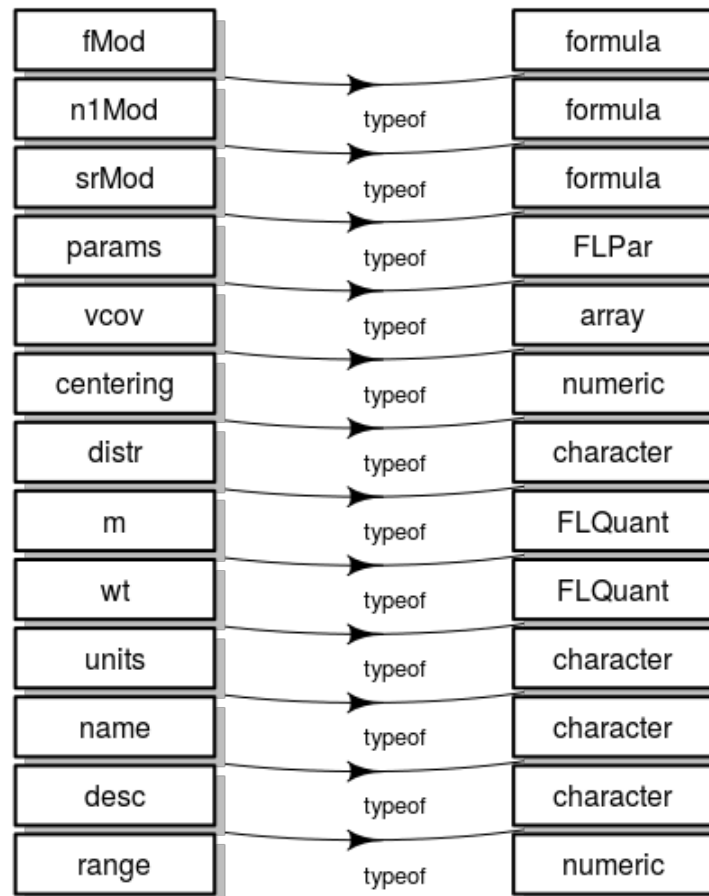 fMod formula
typeof
n1Mod formula
typeof
srMod formula
typeof
params FLPar
typeof
vcov array
typeof
centering numeric
typeof
distr character
typeof
m FLQuant
typeof
wt FLQuant
typeof
units character
typeof
name character
typeof
desc character
typeof
range numeric
typeof